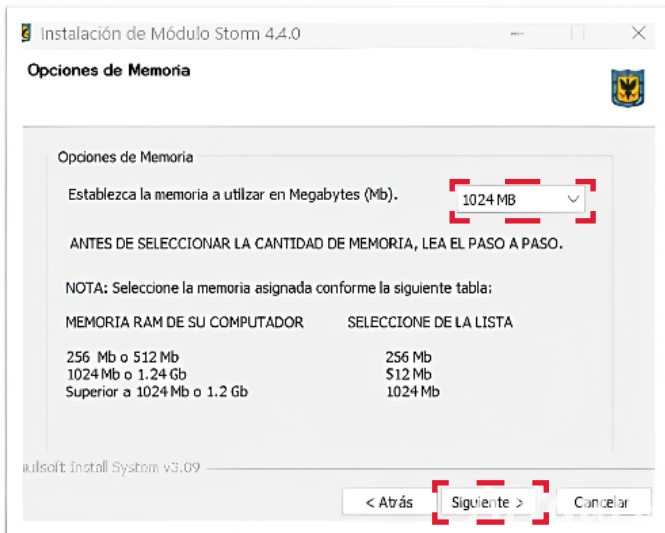 Instalación de Módulo Storm 4.4.0
Opciones de Memoria
Opciones de Memoria
Establezca la memoria a utilizar en Megabytes (Mb).
1024 MB
ANTES DE SELECCIONAR LA CANTIDAD DE MEMORIA, LEA EL PASO A PASO.
NOTA: Seleccione la memoria asignada conforme la siguiente tabla:
MEMORIA RAM DE SU COMPUTADOR SELECCIONE DE LA LISTA
256 Mb o 512 Mb 256 Mb
1024 Mb o 1.24 Gb 512 Mb
Superior a 1024 Mb o 1.2 Gb 1024 Mb
Install System v3.09
< Atrás Siguiente > Cancelar